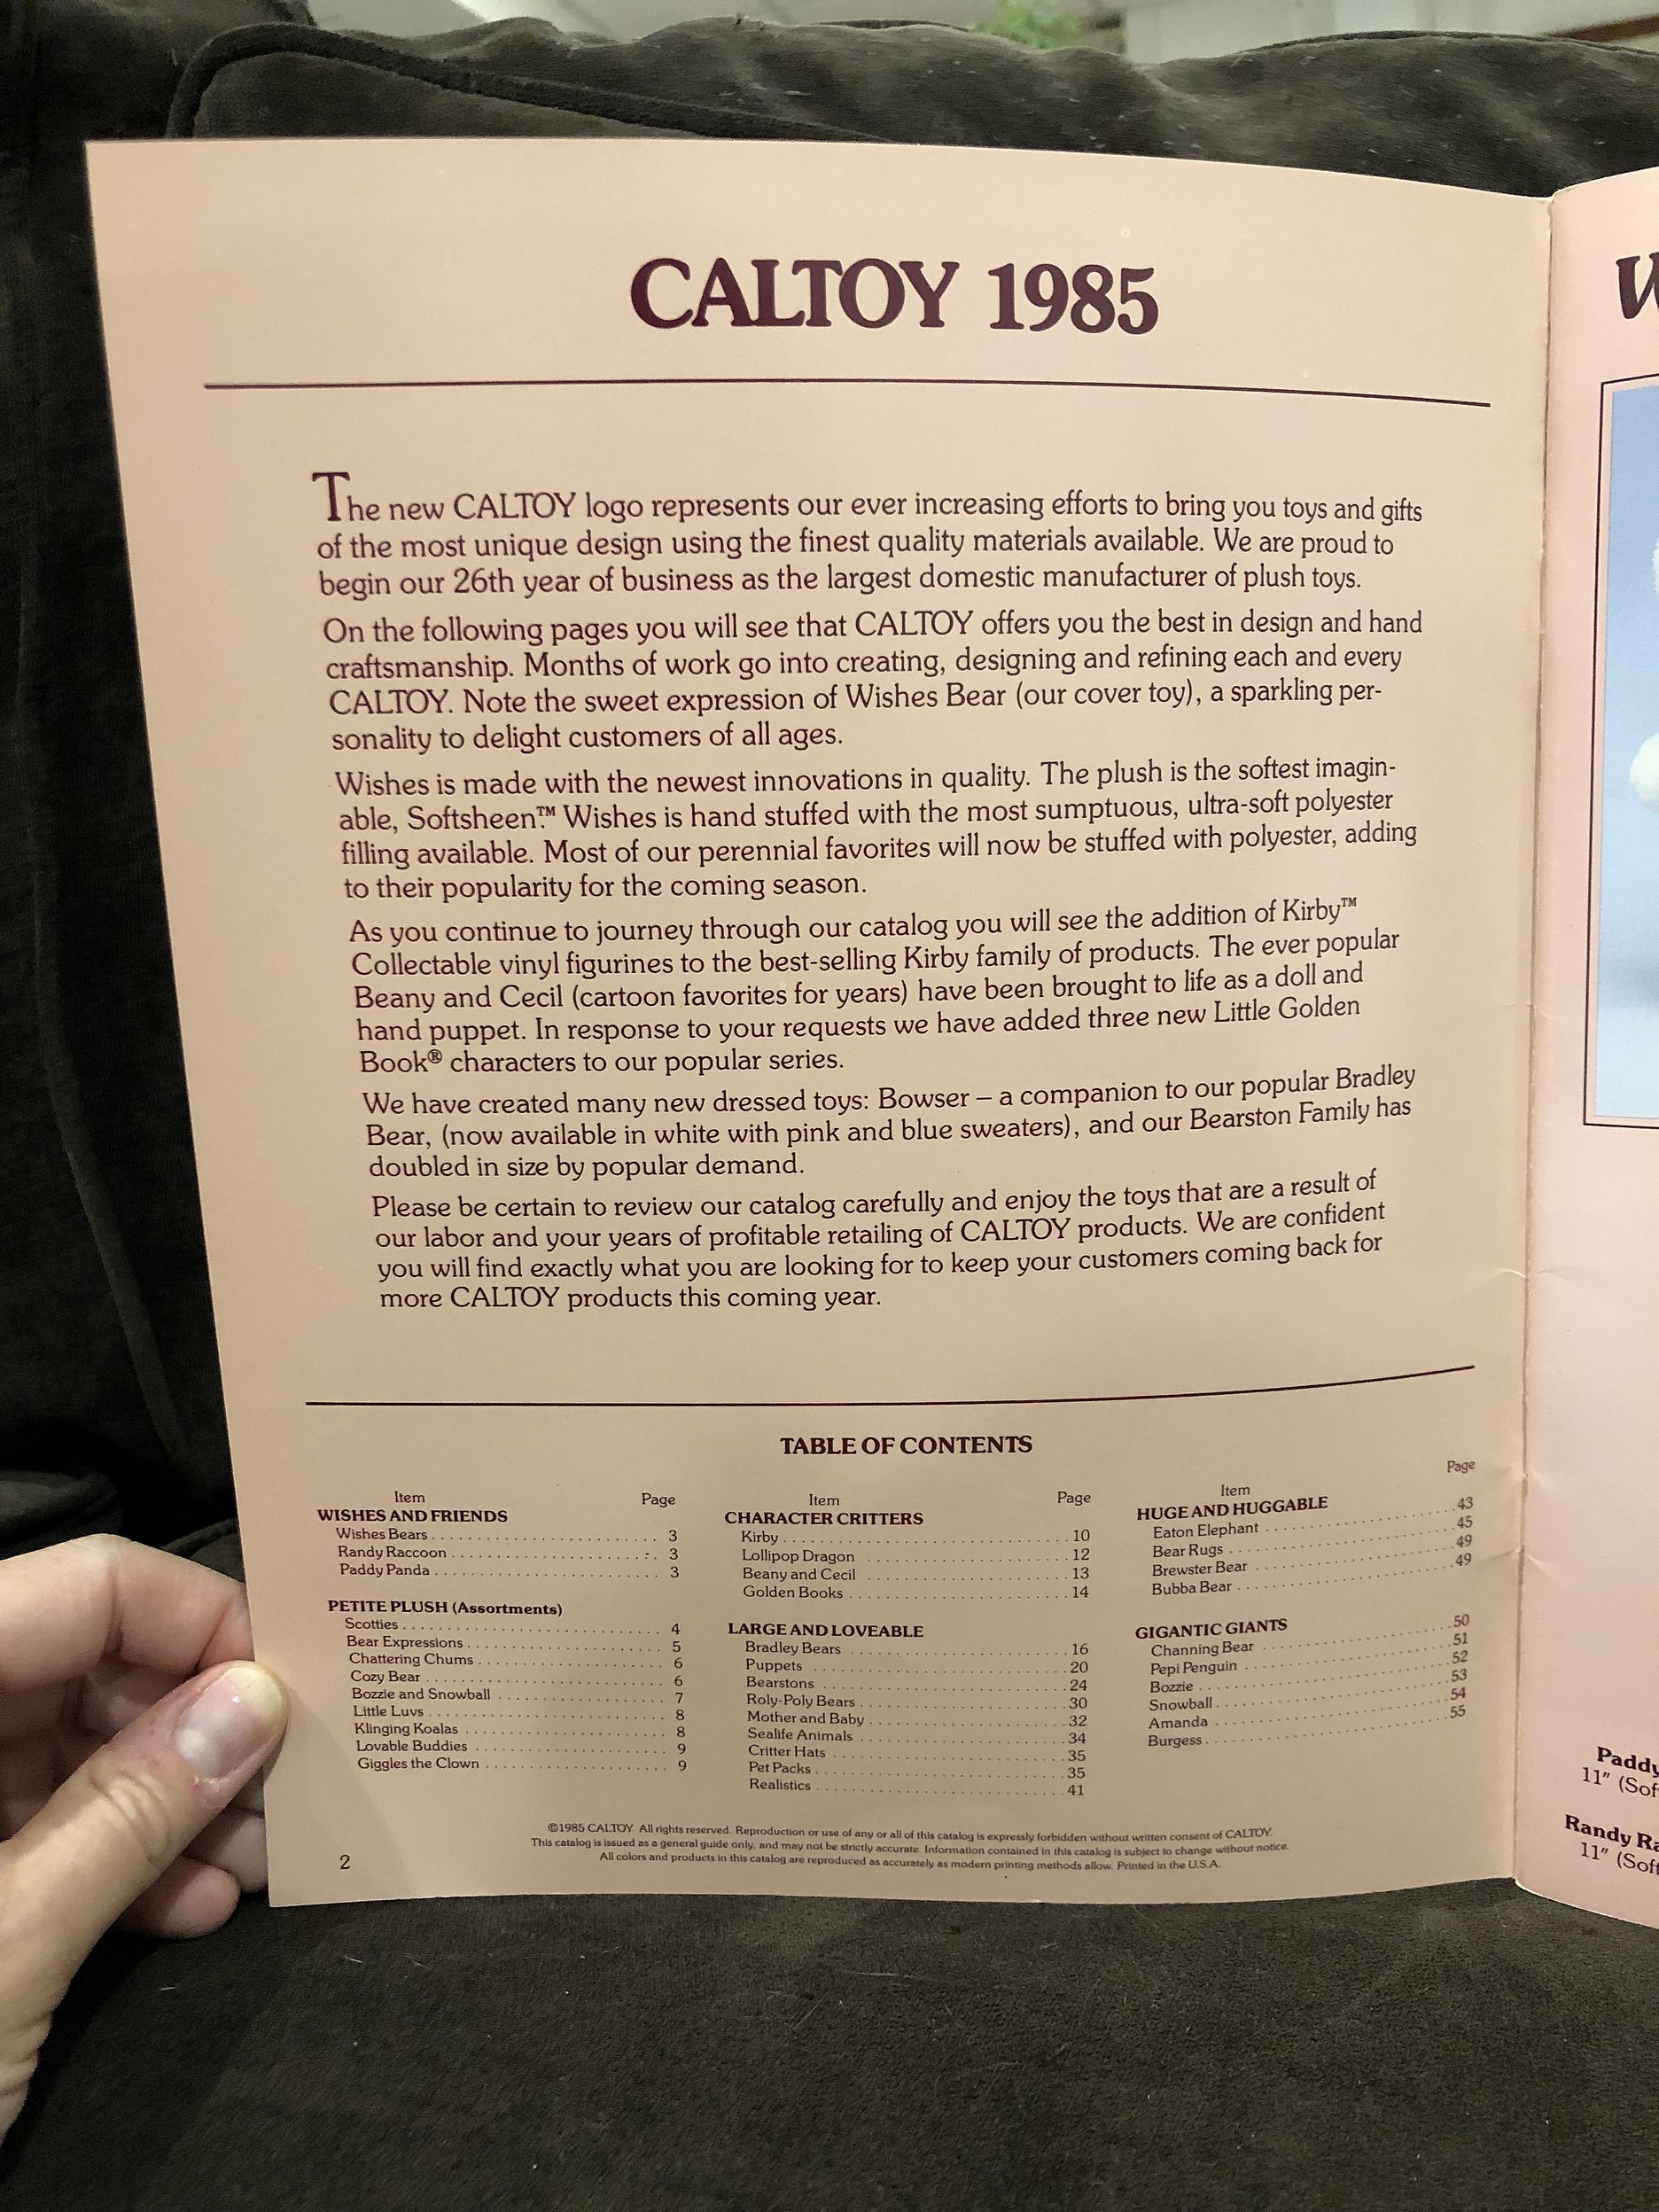 CALTOY 1985
The new CALTOY logo represents our ever increasing efforts to bring you toys and gifts
of the most unique design using the finest quality materials available. We are proud to
begin our 26th year of business as the largest domestic manufacturer of plush toys.
On the following pages you will see that CALTOY offers you the best in design and hand
craftsmanship. Months of work go into creating, designing and refining each and every
CALTOY. Note the sweet expression of Wishes Bear (our cover toy), a sparkling per-
sonality to delight customers of all ages.
Wishes is made with the newest innovations in quality. The plush is the softest imagin-
able, Softsheen.™ Wishes is hand stuffed with the most sumptuous, ultra-soft polyester
filling available. Most of our perennial favorites will now be stuffed with polyester, adding
to their popularity for the coming season.
As you continue to journey through our catalog you will see the addition of Kirby™
Collectable vinyl figurines to the best-selling Kirby family of products. The ever popular
Beany and Cecil (cartoon favorites for years) have been brought to life as a doll and
hand puppet. In response to your requests we have added three new Little Golden
Book® characters to our popular series.
We have created many new dressed toys: Bowser – a companion to our popular Bradley
Bear, (now available in white with pink and blue sweaters), and our Bearston Family has
doubled in size by popular demand.
Please be certain to review our catalog carefully and enjoy the toys that are a result of
our labor and your years of profitable retailing of CALTOY products. We are confident
you will find exactly what you are looking for to keep your customers coming back for
more CALTOY products this coming year.
TABLE OF CONTENTS
Item Page
WISHES AND FRIENDS
Wishes Bears 3
Randy Raccoon 3
Paddy Panda 3
PETITE PLUSH (Assortments)
Scotties 4
Bear Expressions 5
Chattering Chums 6
Cozy Bear 6
Bozzie and Snowball 7
Little Luvs 8
Klinging Koalas 8
Lovable Buddies 9
Giggles the Clown 9
Item Page
CHARACTER CRITTERS
Kirby 10
Lollipop Dragon 12
Beany and Cecil 13
Golden Books 14
LARGE AND LOVEABLE
Bradley Bears 16
Puppets 20
Bearstons 24
Roly-Poly Bears 30
Mother and Baby 32
Sealife Animals 34
Critter Hats 35
Pet Packs 35
Realistics 41
Item Page
HUGE AND HUGGABLE
Eaton Elephant 43
Bear Rugs 45
Brewster Bear 49
Bubba Bear 49
GIGANTIC GIANTS
Channing Bear 50
Pepi Penguin 51
Bozzie 52
Snowball 53
Amanda 54
Burgess 55
©1985 CALTOY. All rights reserved. Reproduction or use of any or all of this catalog is expressly forbidden without written consent of CALTOY.
This catalog is issued as a general guide only, and may not be strictly accurate. Information contained in this catalog is subject to change without notice.
All colors and products in this catalog are reproduced as accurately as modern printing methods allow. Printed in the U.S.A.
2
Paddy
11" (Sof
Randy Ra
11" (Soft